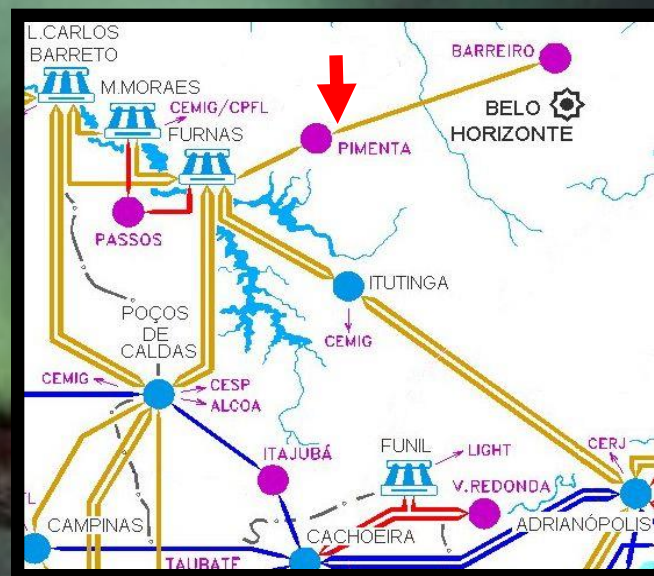 L.CARLOS
BARRETO
M.MORAES
CEMIG/CPFL
FURNAS
BARREIRO
BELO
HORIZONTE
PIMENTA
PASSOS
ITUTINGA
CEMIG
POÇOS
DE
CALDAS
CEMIG
CESP
ALCOA
ITAJUBÁ
FUNIL
LIGHT
CERJ
V.REDONDA
CAMPINAS
CACHOEIRA
ADRIANÓPOLIS
TAUBATÉ